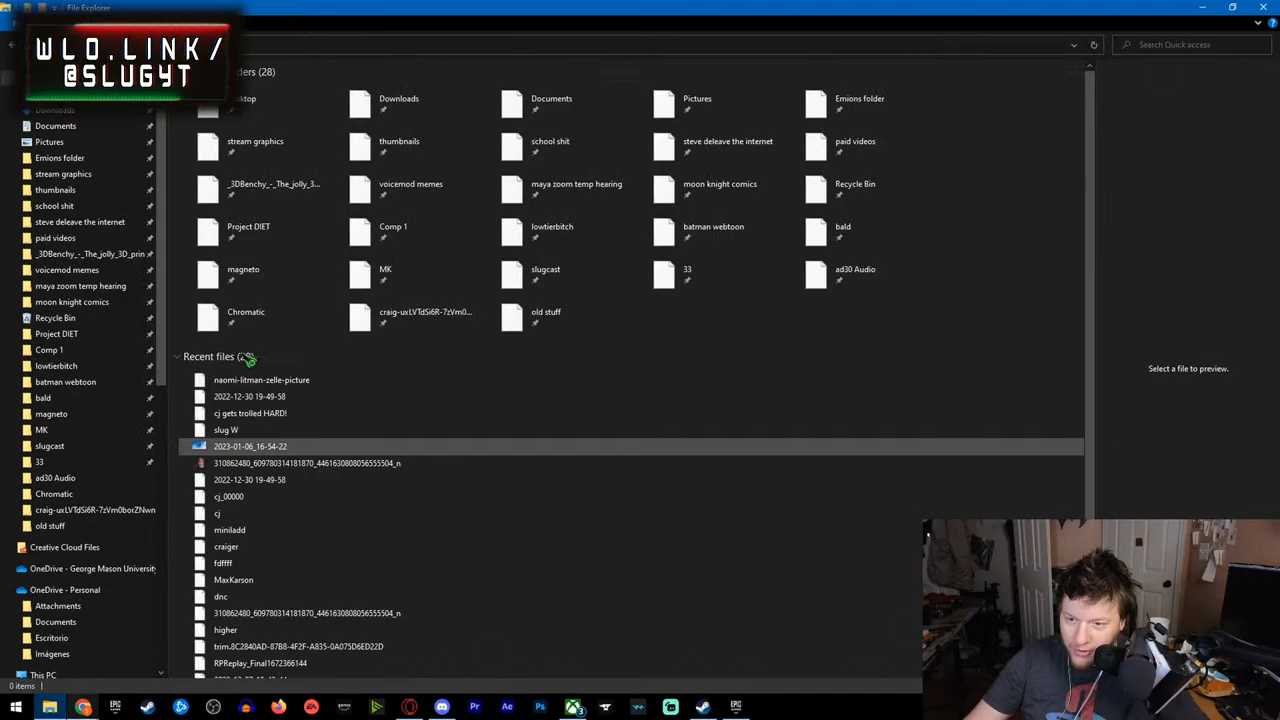 File Explorer
WLO.LINK/
@SLUGYT
Search Quick access
ders (28)
Downloads
Documents
Pictures
Emions folder
stream graphics
thumbnails
school shit
steve deleave the internet
paid videos
_3DBenchy_-_The_jolly_3...
voicemod memes
maya zoom temp hearing
moon knight comics
Recycle Bin
Project DIET
Comp 1
lowtierbitch
batman webtoon
bald
magneto
MK
slugcast
33
ad30 Audio
Chromatic
craig-uxLVTdSi6R-7zVm0...
old stuff
Downloads
Documents
Pictures
Emions folder
stream graphics
thumbnails
school shit
steve deleave the internet
paid videos
_3DBenchy_-_The_jolly_3D_prin
voicemod memes
maya zoom temp hearing
moon knight comics
Recycle Bin
Project DIET
Comp 1
lowtierbitch
batman webtoon
bald
magneto
MK
slugcast
33
ad30 Audio
Chromatic
craig-uxLVTdSi6R-7zVm0borZNwn
old stuff
Creative Cloud Files
OneDrive - George Mason University
OneDrive - Personal
Attachments
Documents
Escritorio
Imágenes
This PC
0 items
Recent files
naomi-litman-zelle-picture
2022-12-30 19-49-58
cj gets trolled HARD!
slug W
2023-01-06_16-54-22
310862480_609780314181870_4461630808056555504_n
2022-12-30 19-49-58
cj_00000
cj
miniladd
craiger
fdffff
MaxKarson
dnc
310862480_609780314181870_4461630808056555504_n
higher
trim.8C2840AD-87B8-4F2F-A835-0A075D6ED22D
RPReplay_Final1672366144
Select a file to preview.